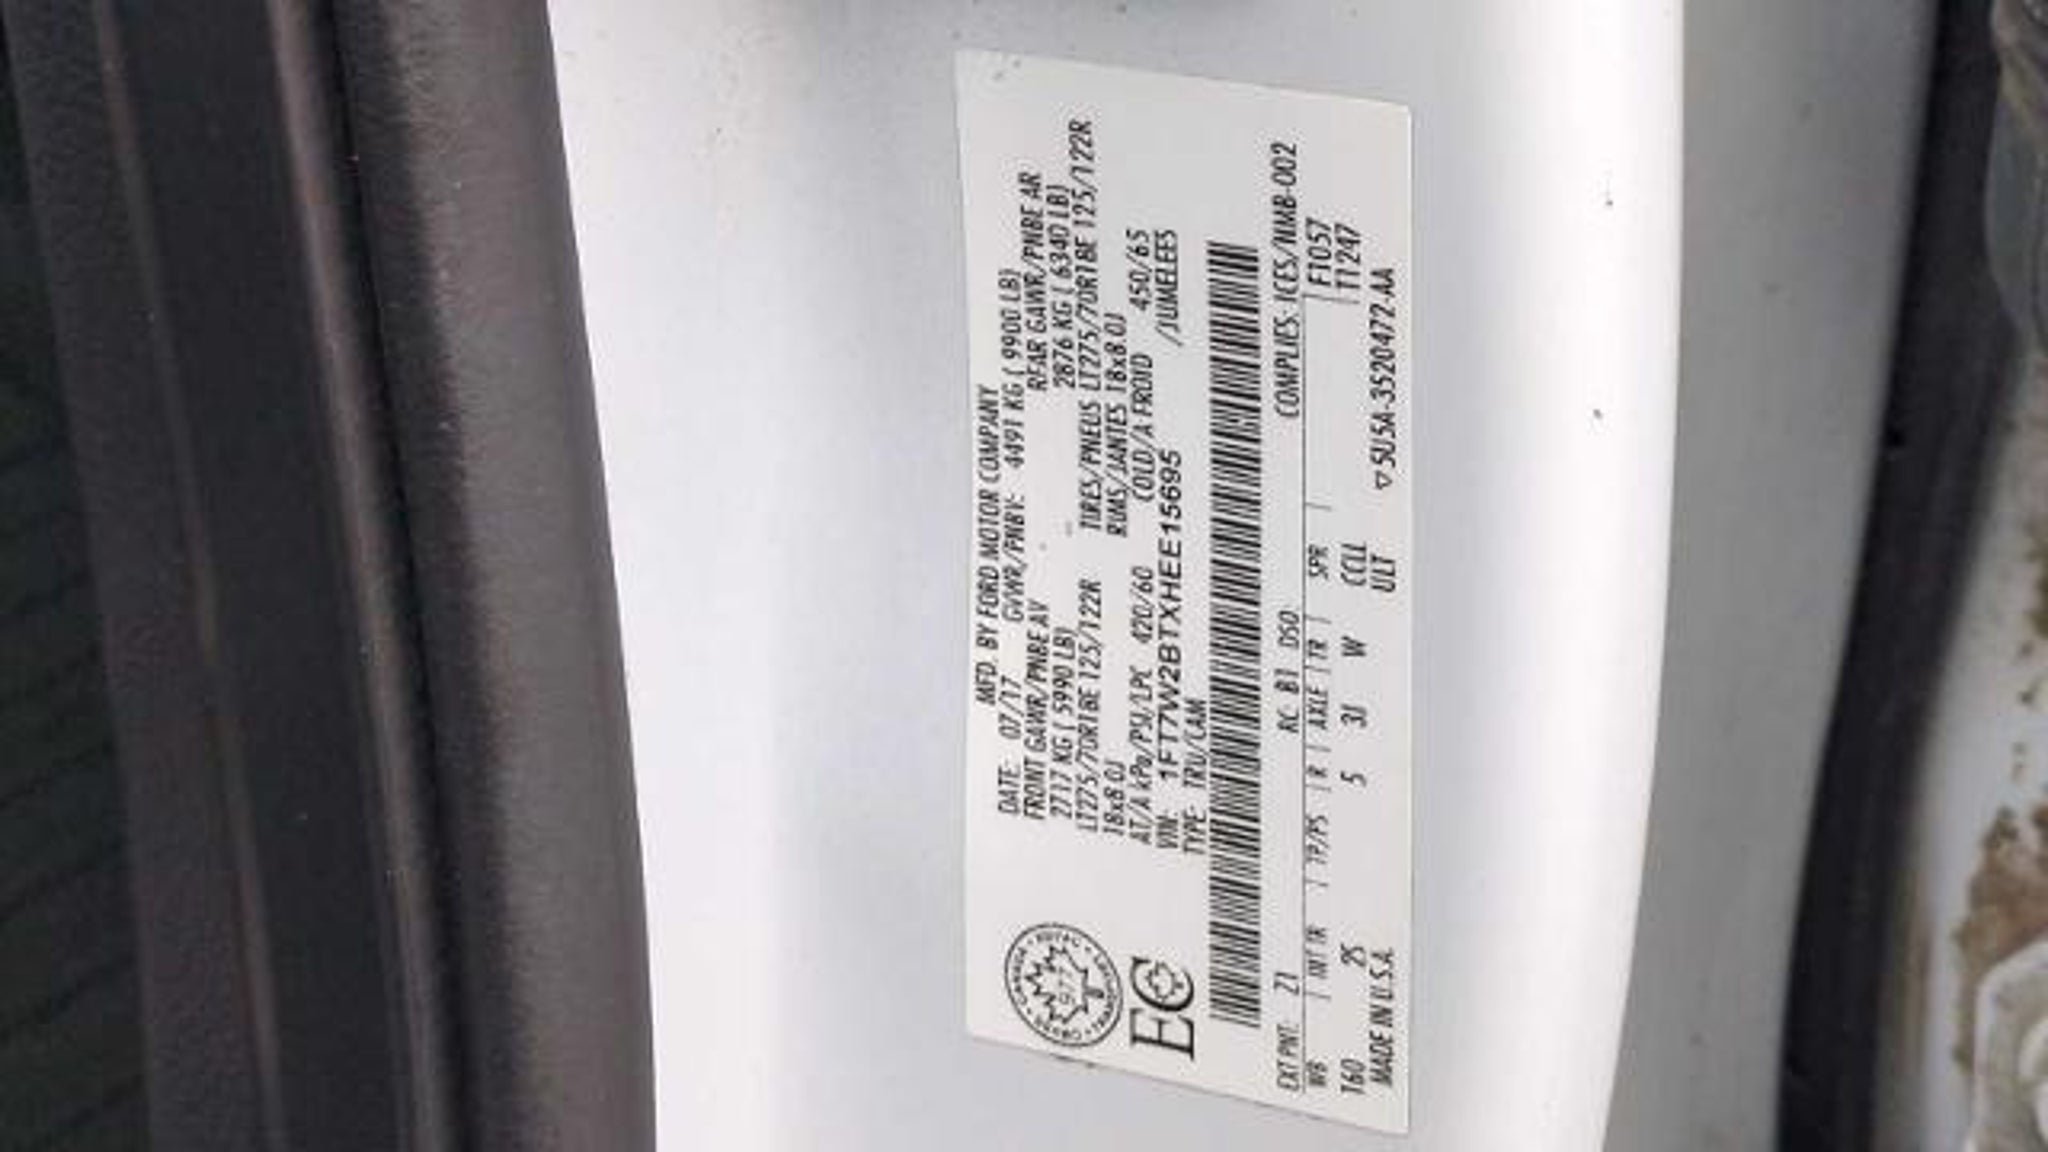 MFD. BY FORD MOTOR COMPANY
DATE: 07/17 GVWR/PNBV: 4491 KG ( 9900 LB)
FRONT GAWR/PNBE AV REAR GAWR/PNBE AR
2717 KG ( 5990 LB) 2876 KG ( 6340 LB)
LT275/70R18E 125/122R TIRES/PNEUS LT275/70R18E 125/122R
18x8.0J RIMS/JANTES 18x8.0J
AT/A kPa/PSI/LPC 420/60 COLD/A FROID 450/65
VIN: 1FT7W2BTXHEE15695 /JUMELEES
TYPE: TRU/CAM
EC
EXT PNT: Z1 RC: B1 DSO: COMPLIES: ICES/NMB-002
WB | INT TR | TP/PS | R | AXLE | TR | SPR | | F1057
T60 2S 5 3J W CCLL | T1247
ULT
MADE IN U.S.A. ▽5U5A-3520472-AA